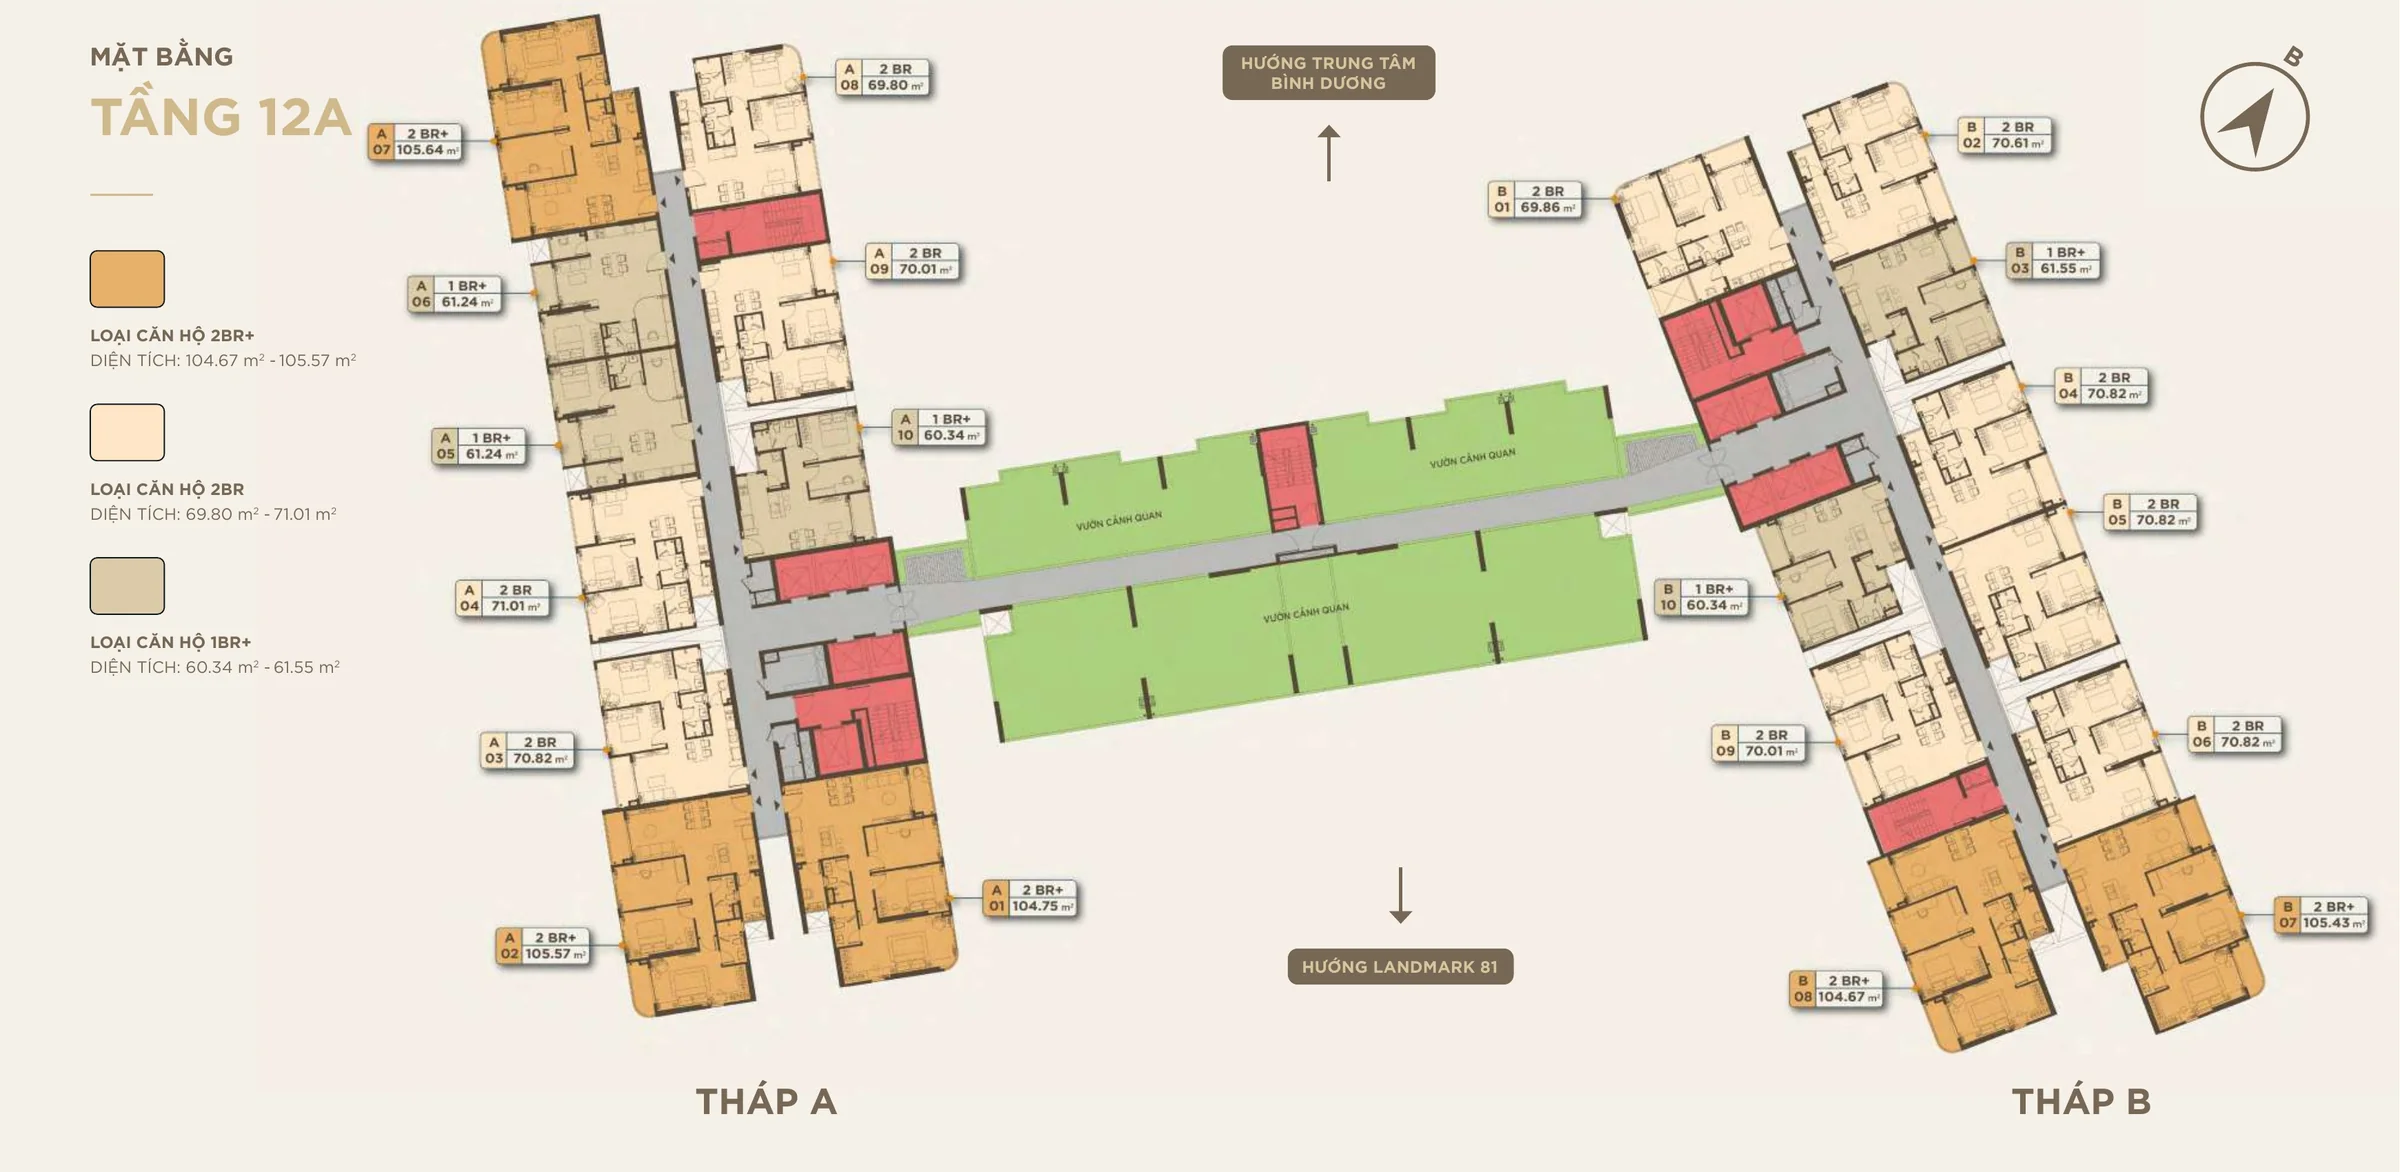 MẶT BẰNG
TẦNG 12A
LOẠI CĂN HỘ 2BR+
DIỆN TÍCH: 104.67 m² - 105.57 m²
LOẠI CĂN HỘ 2BR
DIỆN TÍCH: 69.80 m² - 71.01 m²
LOẠI CĂN HỘ 1BR+
DIỆN TÍCH: 60.34 m² - 61.55 m²
A 07 2 BR+ 105.64 m²
A 06 1 BR+ 61.24 m²
A 05 1 BR+ 61.24 m²
A 04 2 BR 71.01 m²
A 03 2 BR 70.82 m²
A 02 2 BR+ 105.57 m²
A 08 2 BR 69.80 m²
A 09 2 BR 70.01 m²
A 10 1 BR+ 60.34 m²
A 01 2 BR+ 104.75 m²
THÁP A
HƯỚNG TRUNG TÂM
BÌNH DƯƠNG
VƯỜN CẢNH QUAN
VƯỜN CẢNH QUAN
VƯỜN CẢNH QUAN
HƯỚNG LANDMARK 81
B 01 2 BR 69.86 m²
B 10 1 BR+ 60.34 m²
B 09 2 BR 70.01 m²
B 08 2 BR+ 104.67 m²
B 02 2 BR 70.61 m²
B 03 1 BR+ 61.55 m²
B 04 2 BR 70.82 m²
B 05 2 BR 70.82 m²
B 06 2 BR 70.82 m²
B 07 2 BR+ 105.43 m²
THÁP B
B